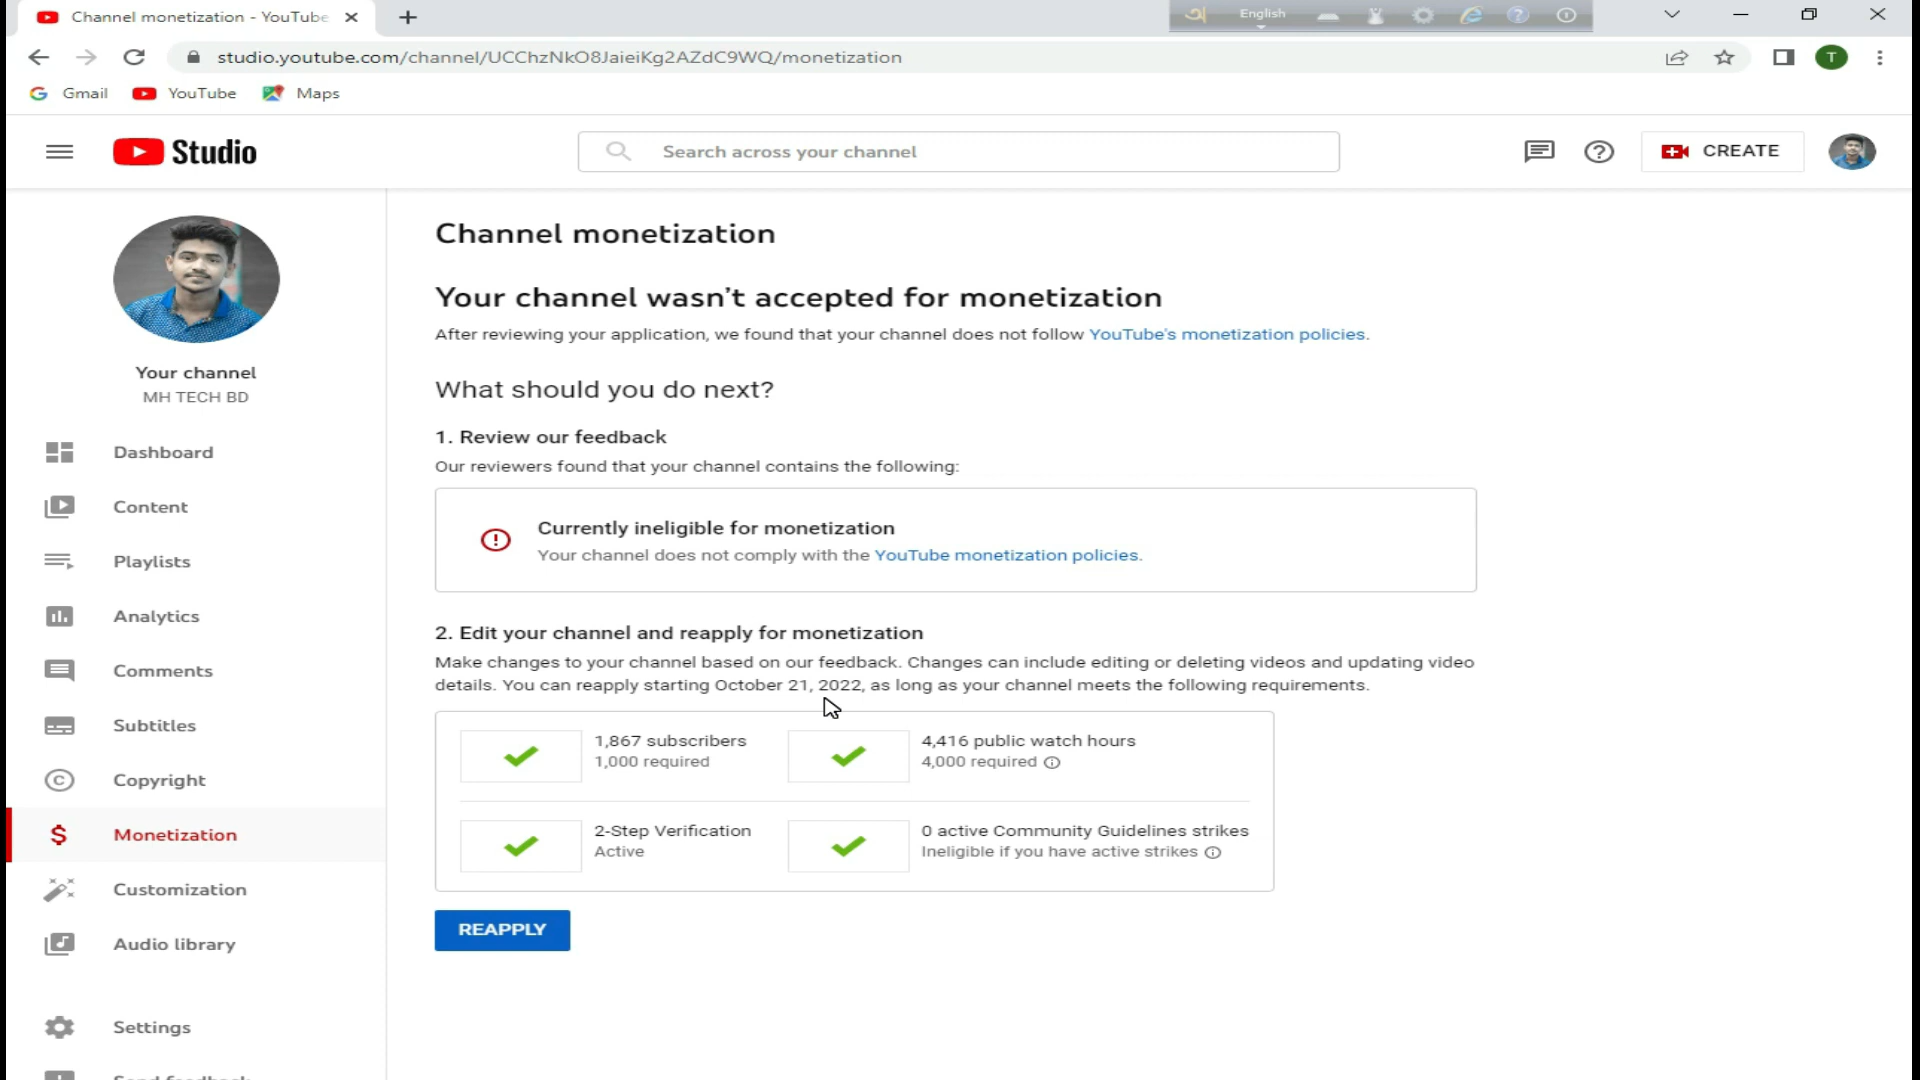 Channel monetization - YouTube
English
studio.youtube.com/channel/UCChzNkO8JaieiKg2AZdC9WQ/monetization
T
Gmail
YouTube
Maps
Studio
Search across your channel
CREATE
Your channel
MH TECH BD
Dashboard
Content
Playlists
Analytics
Comments
Subtitles
Copyright
Monetization
Customization
Audio library
Settings
Send feedback
Channel monetization
Your channel wasn't accepted for monetization
After reviewing your application, we found that your channel does not follow YouTube's monetization policies.
What should you do next?
1. Review our feedback
Our reviewers found that your channel contains the following:
Currently ineligible for monetization
Your channel does not comply with the YouTube monetization policies.
2. Edit your channel and reapply for monetization
Make changes to your channel based on our feedback. Changes can include editing or deleting videos and updating video
details. You can reapply starting October 21, 2022, as long as your channel meets the following requirements.
1,867 subscribers
1,000 required
4,416 public watch hours
4,000 required
2-Step Verification
Active
0 active Community Guidelines strikes
Ineligible if you have active strikes
REAPPLY